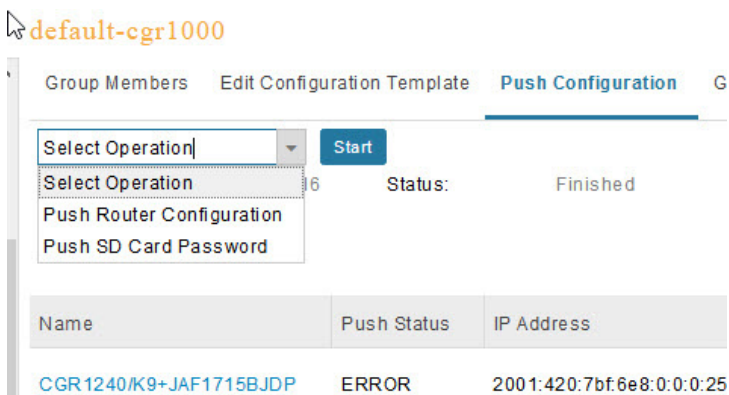 default-cgr1000
Group Members Edit Configuration Template Push Configuration G
Select Operation Start
Select Operation 6 Status: Finished
Push Router Configuration
Push SD Card Password
Name Push Status IP Address
CGR1240/K9+JAF1715BJDP ERROR 2001:420:7bf:6e8:0:0:0:25